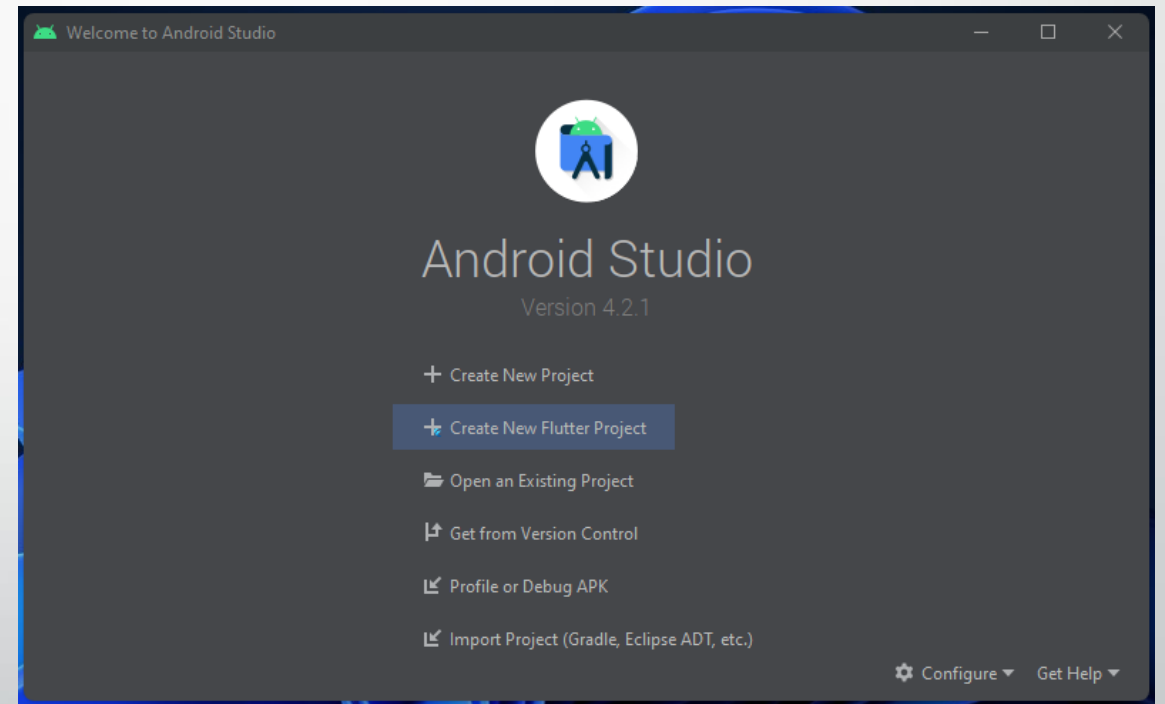 Welcome to Android Studio
Android Studio
Version 4.2.1
Create New Project
Create New Flutter Project
Open an Existing Project
Get from Version Control
Profile or Debug APK
Import Project (Gradle, Eclipse ADT, etc.)
Configure Get Help